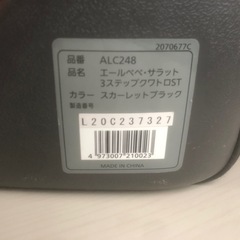 2070677C
品番 ALC248
品名 エールベベ・サラット
3ステップクワトロST
カラー スカーレットブラック
製造番号
L20C237327
4 973007 210023
MADE IN CHINA